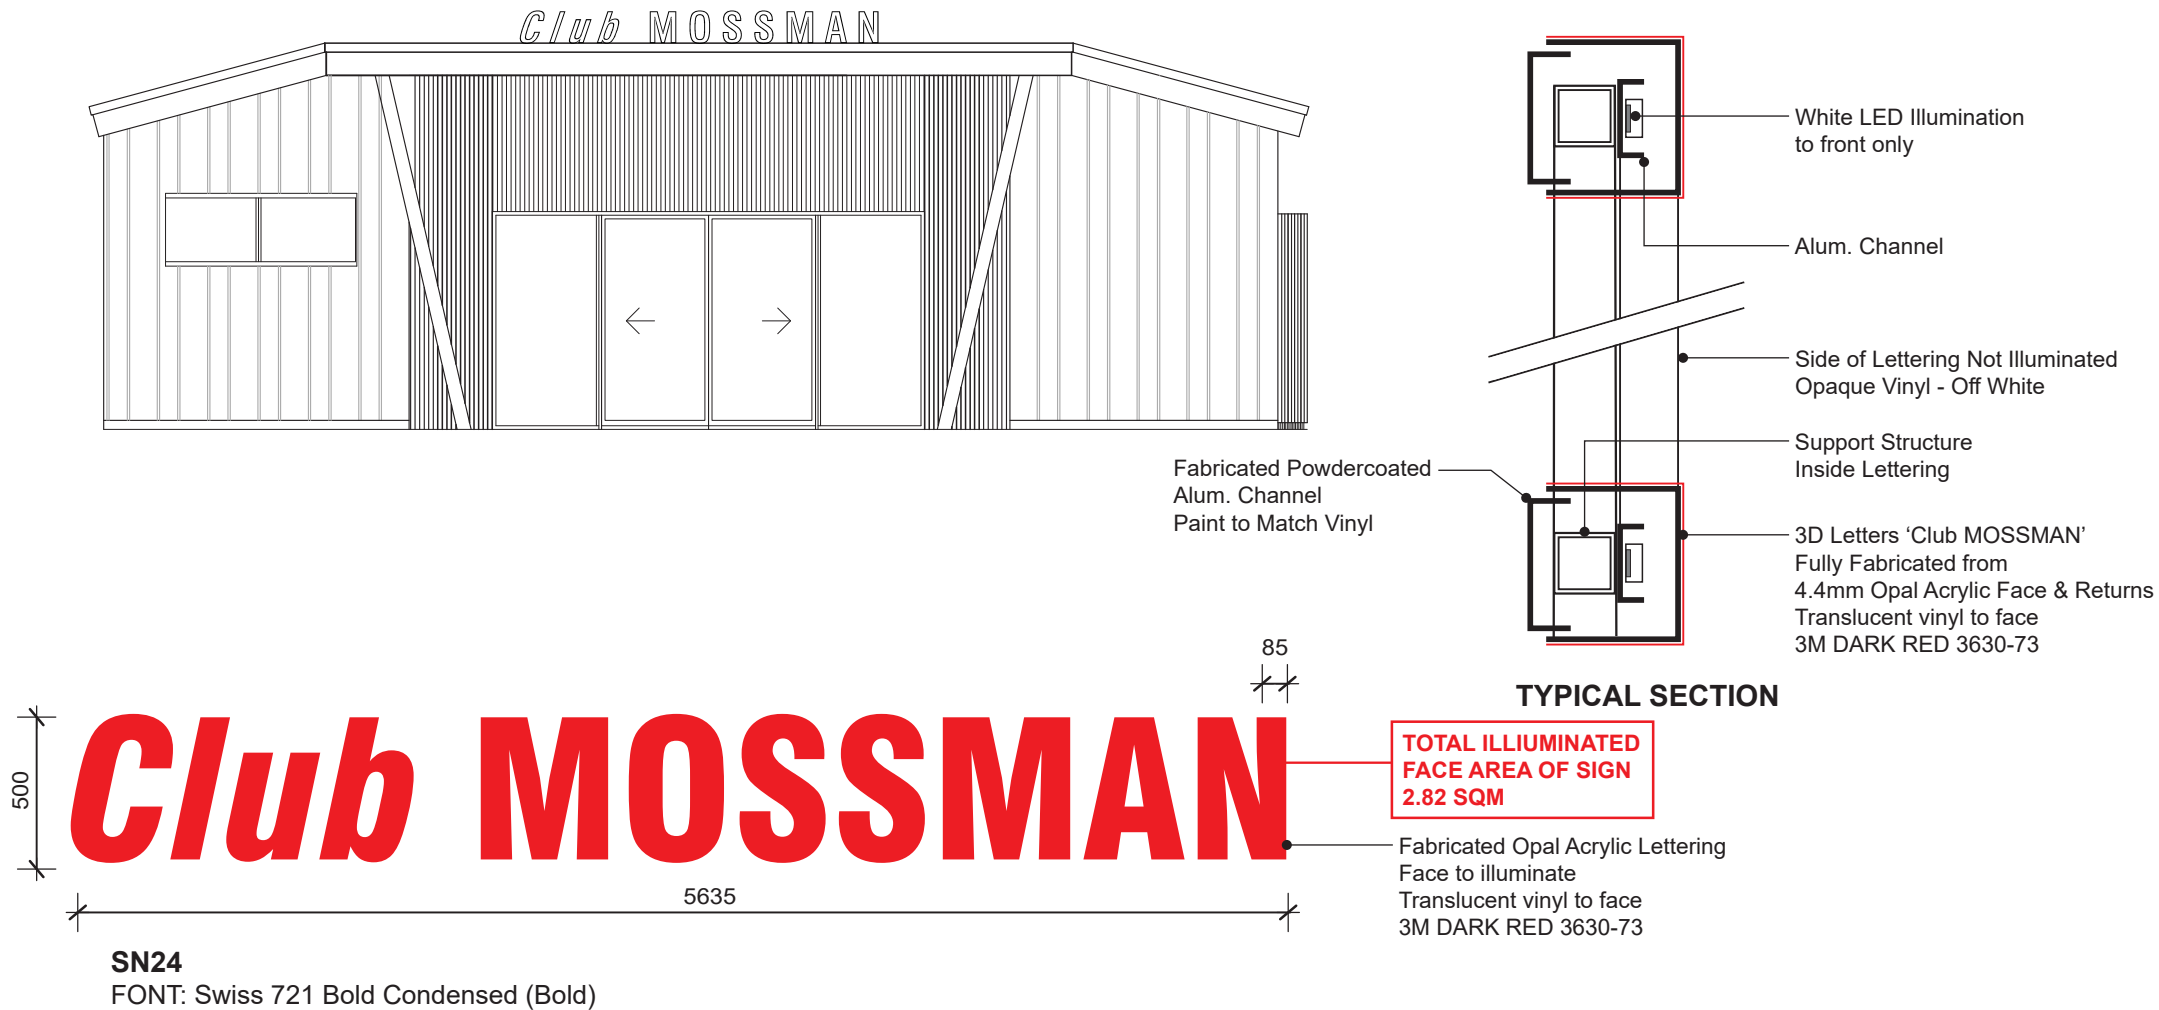 Club MOSSMAN
White LED Illumination
to front only
Alum. Channel
Side of Lettering Not Illuminated
Opaque Vinyl - Off White
Support Structure
Inside Lettering
Fabricated Powdercoated
Alum. Channel
Paint to Match Vinyl
3D Letters ‘Club MOSSMAN’
Fully Fabricated from
4.4mm Opal Acrylic Face & Returns
Translucent vinyl to face
3M DARK RED 3630-73
TYPICAL SECTION
85
500
Club MOSSMAN
5635
TOTAL ILLIUMINATED
FACE AREA OF SIGN
2.82 SQM
Fabricated Opal Acrylic Lettering
Face to illuminate
Translucent vinyl to face
3M DARK RED 3630-73
SN24
FONT: Swiss 721 Bold Condensed (Bold)